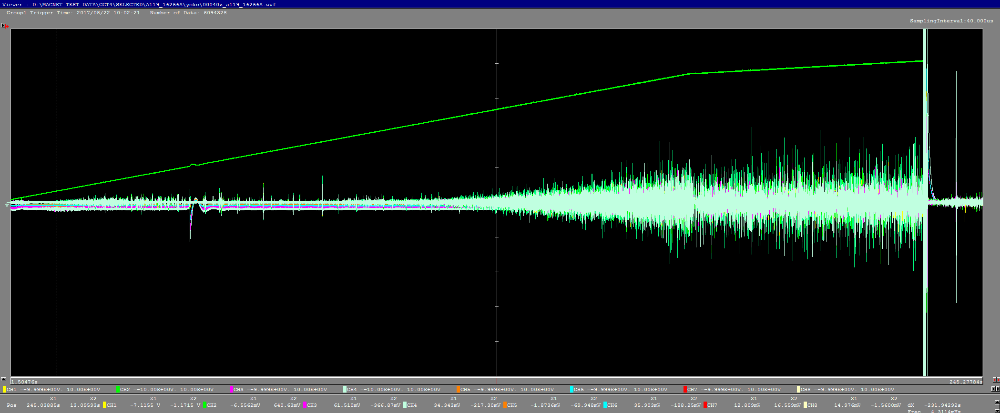 Viewer : D:\MAGNET TEST DATA\CCT4\SELECTED\A119_16266A\yoko\00040z_a119_16266A.wvf
Group1 Trigger Time: 2017/08/22 10:02:21 Number of Data: 6094328
SamplingInterval:40.000us
1.50476s 245.27784s
CH1 =-9.999E+00V: 10.00E+00V CH2 =-10.00E+00V: 10.00E+00V CH3 =-9.999E+00V: 10.00E+00V CH4 =-10.00E+00V: 10.00E+00V CH5 =-9.999E+00V: 10.00E+00V CH6 =-9.999E+00V: 10.00E+00V CH7 =-9.999E+00V: 10.00E+00V CH8 =-9.999E+00V: 10.00E+00V
X1 X2 X1 X2 X1 X2 X1 X2 X1 X2 X1 X2 X1 X2 X1 X2 X1 X2
Pos 245.03885s 13.09593s CH1 -7.1155 V -1.1715 V CH2 -6.5562mV 640.63mV CH3 61.510mV -366.87mV CH4 34.343mV -217.30mV CH5 -1.8736mV -69.948mV CH6 35.903mV -188.25mV CH7 12.809mV 16.559mV CH8 14.976mV -1.5600mV dX -231.94292s
Freq 4.3114mHz